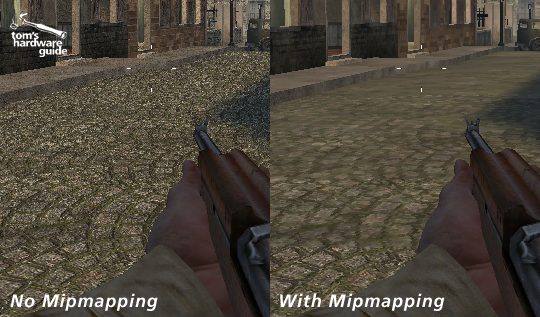 tom's
hardware
guide
No Mipmapping
With Mipmapping